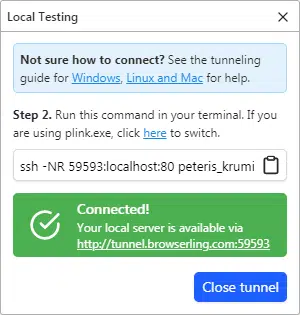 Local Testing
Not sure how to connect? See the tunneling
guide for Windows, Linux and Mac for help.
Step 2. Run this command in your terminal. If you
are using plink.exe, click here to switch.
ssh -NR 59593:localhost:80 peteris_krumi
Connected!
Your local server is available via
http://tunnel.browserling.com:59593
Close tunnel